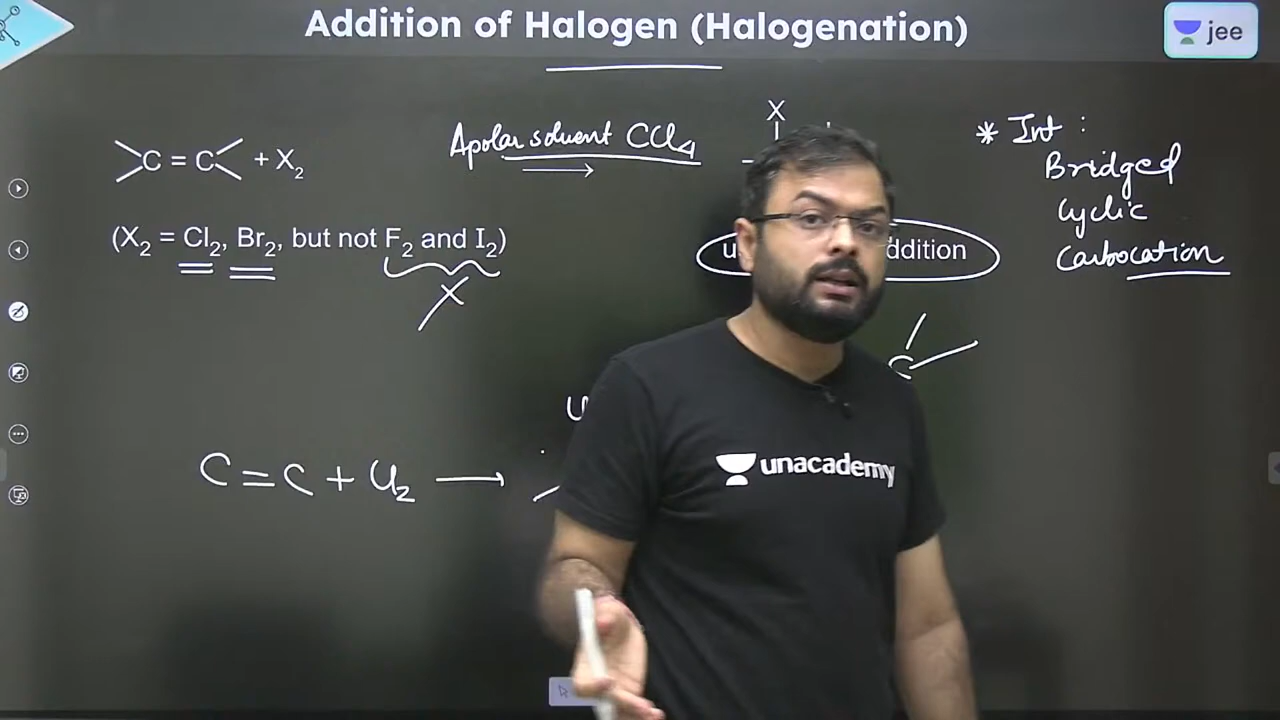 Addition of Halogen (Halogenation)
jee
C = C + X2
Apolar solvent CCl4
X
* Int :
Bridged
Cyclic
Carbocation
(X2 = Cl2, Br2, but not F2 and I2)
X
ddition
C
C = C + Cl2
unacademy